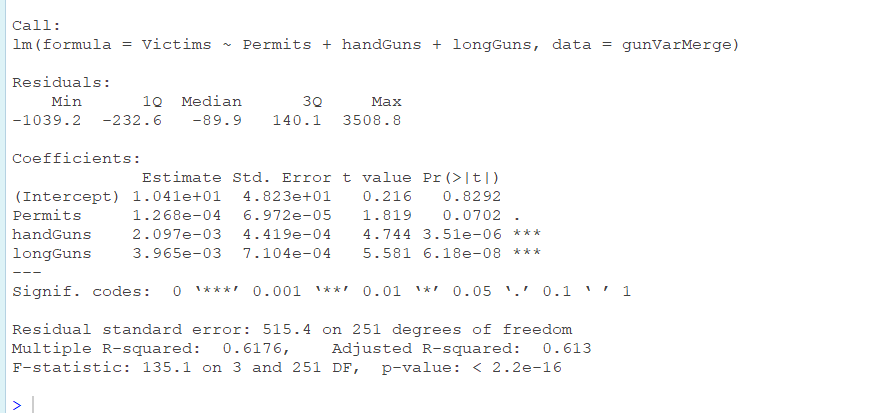 Call:
lm(formula = Victims ~ Permits + handGuns + longGuns, data = gunVarMerge)
Residuals:
Min 1Q Median 3Q Max
-1039.2 -232.6 -89.9 140.1 3508.8
Coefficients:
Estimate Std. Error t value Pr(>|t|)
(Intercept) 1.041e+01 4.823e+01 0.216 0.8292
Permits 1.268e-04 6.972e-05 1.819 0.0702 .
handGuns 2.097e-03 4.419e-04 4.744 3.51e-06 ***
longGuns 3.965e-03 7.104e-04 5.581 6.18e-08 ***
---
Signif. codes: 0 ‘***’ 0.001 ‘**’ 0.01 ‘*’ 0.05 ‘.’ 0.1 ‘ ’ 1
Residual standard error: 515.4 on 251 degrees of freedom
Multiple R-squared: 0.6176, Adjusted R-squared: 0.613
F-statistic: 135.1 on 3 and 251 DF, p-value: < 2.2e-16
>